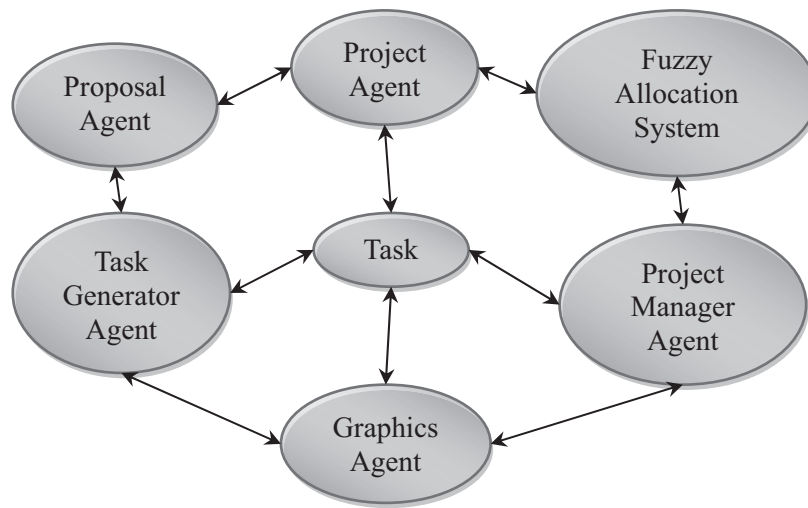 Proposal
Agent
Project
Agent
Fuzzy
Allocation
System
Task
Generator
Agent
Task
Project
Manager
Agent
Graphics
Agent